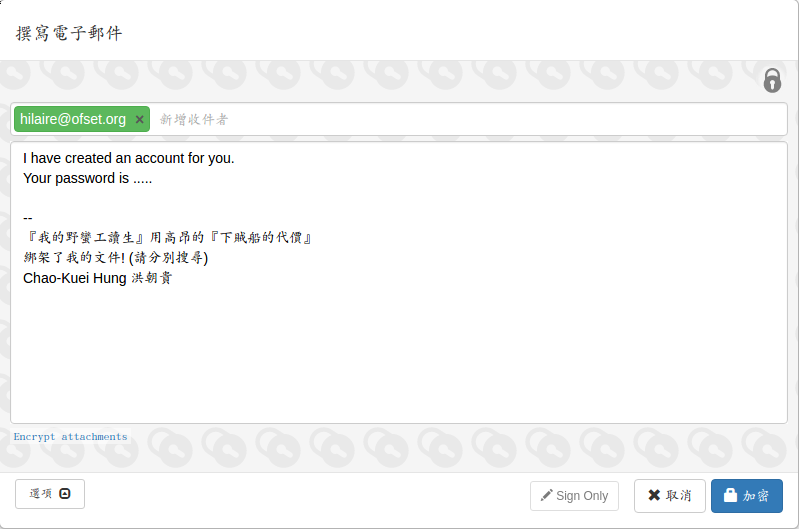 撰寫電子郵件
hilaire@ofset.org × 新增收件者
I have created an account for you.
Your password is .....
--
『我的野蠻工讀生』用高昂的『下賊船的代價』
綁架了我的文件! (請分別搜尋)
Chao-Kuei Hung 洪朝貴
Encrypt attachments
選項
Sign Only
取消
加密